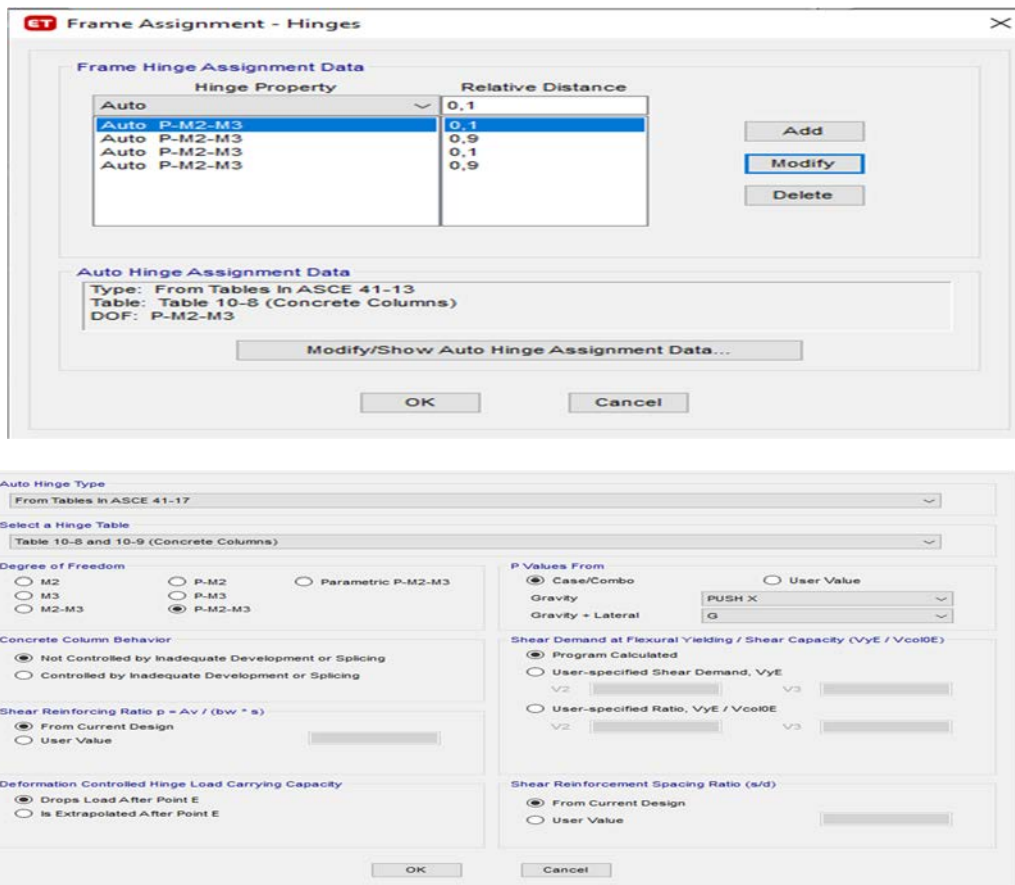 ET Frame Assignment - Hinges
Frame Hinge Assignment Data
Hinge Property Relative Distance
Auto 0,1
Auto P-M2-M3 0,1
Auto P-M2-M3 0,9
Auto P-M2-M3 0,1
Auto P-M2-M3 0,9
Add
Modify
Delete
Auto Hinge Assignment Data
Type: From Tables In ASCE 41-13
Table: Table 10-8 (Concrete Columns)
DOF: P-M2-M3
Modify/Show Auto Hinge Assignment Data...
OK Cancel
Auto Hinge Type
From Tables In ASCE 41-17
Select a Hinge Table
Table 10-8 and 10-9 (Concrete Columns)
Degree of Freedom
M2 P-M2 Parametric P-M2-M3
M3 P-M3
M2-M3 P-M2-M3
P Values From
Case/Combo User Value
Gravity PUSH X
Gravity + Lateral G
Concrete Column Behavior
Not Controlled by Inadequate Development or Splicing
Controlled by Inadequate Development or Splicing
Shear Demand at Flexural Yielding / Shear Capacity (VyE / Vcol0E)
Program Calculated
User-specified Shear Demand, VyE
V2 V3
User-specified Ratio, VyE / Vcol0E
V2 V3
Shear Reinforcing Ratio p = Av / (bw * s)
From Current Design
User Value
Deformation Controlled Hinge Load Carrying Capacity
Drops Load After Point E
Is Extrapolated After Point E
Shear Reinforcement Spacing Ratio (s/d)
From Current Design
User Value
OK Cancel